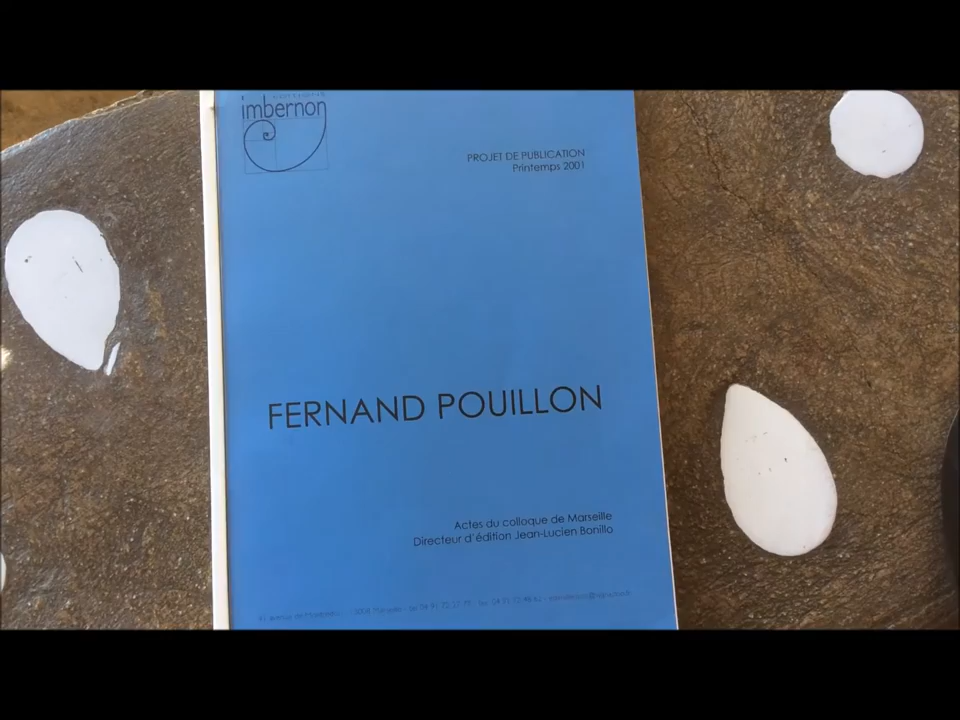 imbernon
PROJET DE PUBLICATION
Printemps 2001
FERNAND POUILLON
Actes du colloque de Marseille
Directeur d'édition Jean-Lucien Bonillo